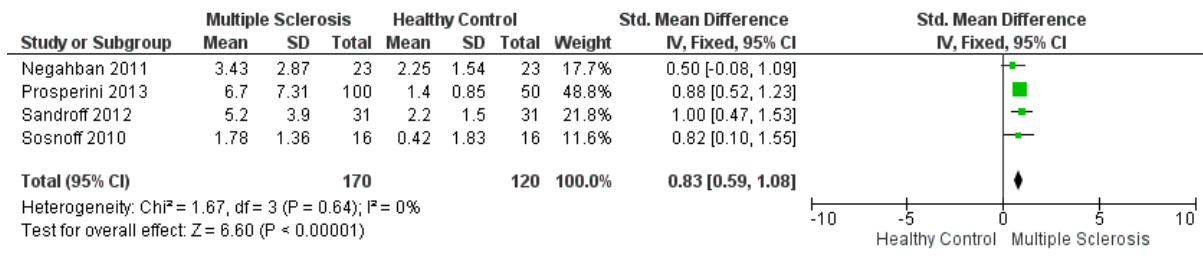 Multiple Sclerosis Healthy Control Std. Mean Difference Std. Mean Difference
Study or Subgroup Mean SD Total Mean SD Total Weight IV, Fixed, 95% CI IV, Fixed, 95% CI
Negahban 2011 3.43 2.87 23 2.25 1.54 23 17.7% 0.50 [-0.08, 1.09]
Prosperini 2013 6.7 7.31 100 1.4 0.85 50 48.8% 0.88 [0.52, 1.23]
Sandroff 2012 5.2 3.9 31 2.2 1.5 31 21.8% 1.00 [0.47, 1.53]
Sosnoff 2010 1.78 1.36 16 0.42 1.83 16 11.6% 0.82 [0.10, 1.55]
Total (95% CI) 170 120 100.0% 0.83 [0.59, 1.08]
Heterogeneity: Chi² = 1.67, df = 3 (P = 0.64); I² = 0%
Test for overall effect: Z = 6.60 (P < 0.00001)
-10 -5 0 5 10
Healthy Control Multiple Sclerosis